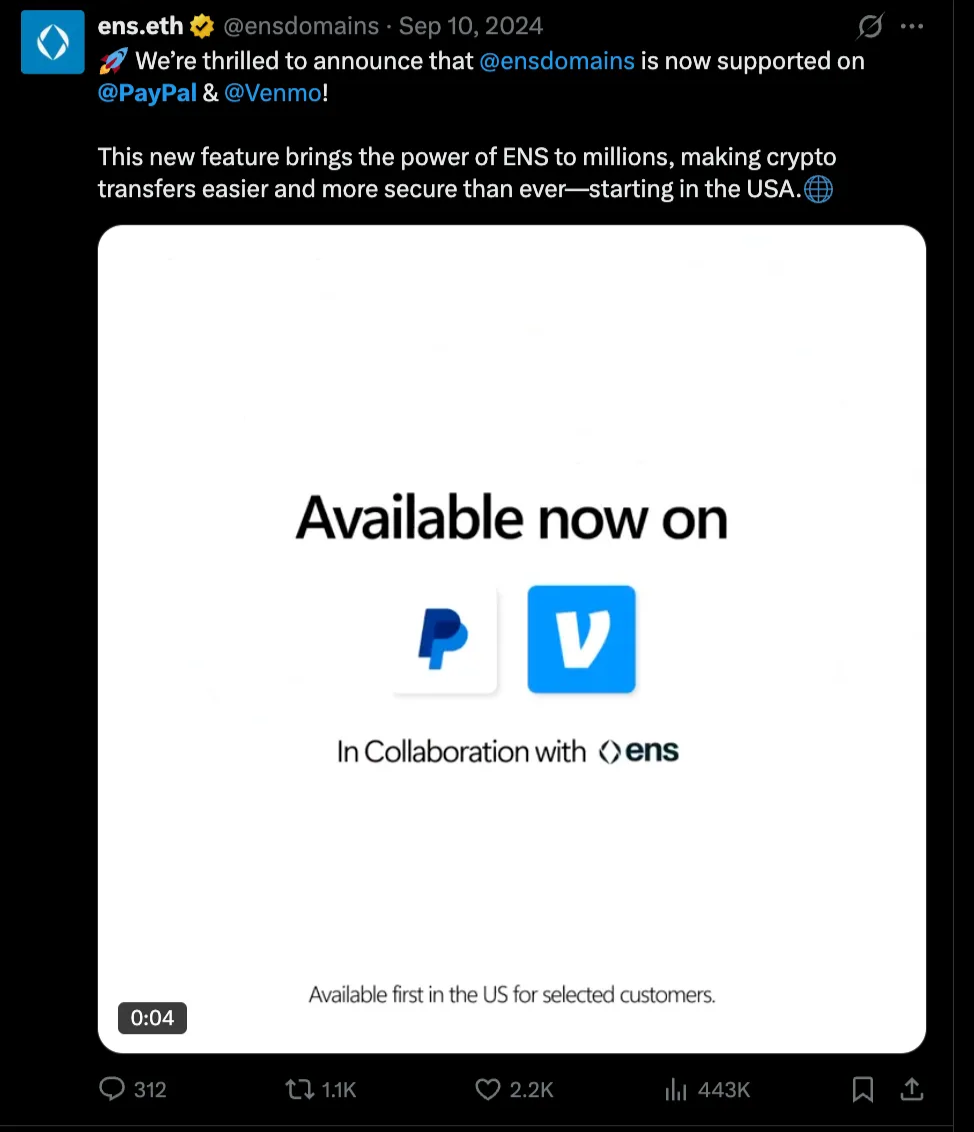 ens.eth @ensdomains · Sep 10, 2024
🚀 We’re thrilled to announce that @ensdomains is now supported on
@PayPal & @Venmo!
This new feature brings the power of ENS to millions, making crypto
transfers easier and more secure than ever—starting in the USA.🌐
Available now on
In Collaboration with ens
Available first in the US for selected customers.
0:04
312 1.1K 2.2K 443K